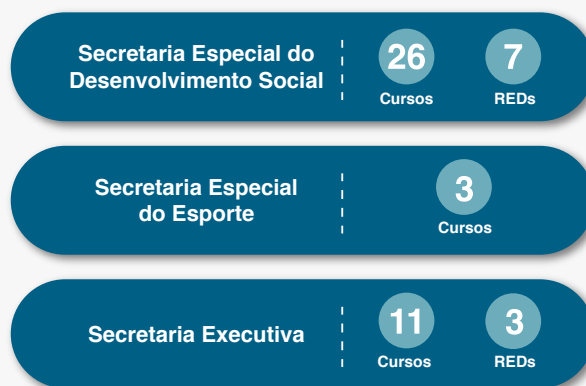 Secretaria Especial do
Desenvolvimento Social
26
7
Cursos
REDs
Secretaria Especial
do Esporte
3
Cursos
Secretaria Executiva
11
3
Cursos
REDs